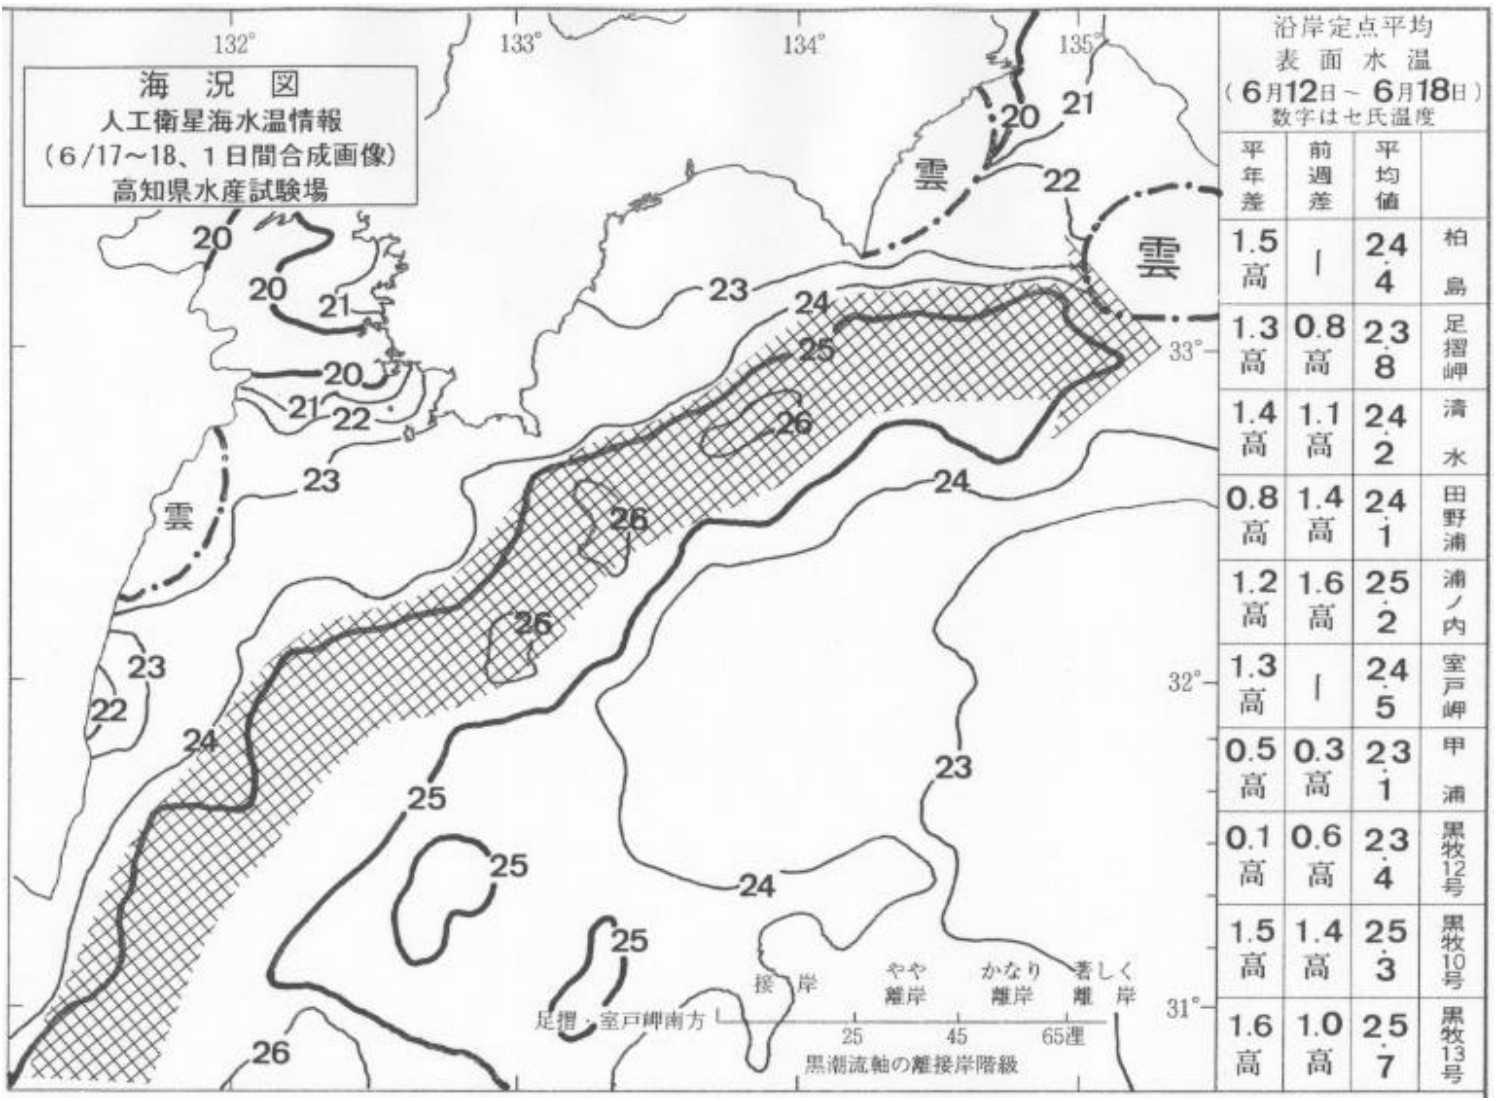 132°
133°
134°
135°
海況図
人工衛星海水温情報
(6/17~18、1日間合成画像)
高知県水産試験場
20
21
22
雲
雲
20
20
21
20
21
22
23
雲
23
22
24
23
24
25
26
26
26
24
25
25
25
26
23
24
33°
32°
31°
接岸
やや離岸
かなり離岸
著しく離岸
足摺・室戸岬南方
25
45
65浬
黒潮流軸の離接岸階級
沿岸定点平均
表面水温
(6月12日~6月18日)
数字はセ氏温度
平年差 前週差 平均値
1.5高 — 24.4 柏島
1.3高 0.8高 23.8 足摺岬
1.4高 1.1高 24.2 清水
0.8高 1.4高 24.1 田野浦
1.2高 1.6高 25.2 浦ノ内
1.3高 — 24.5 室戸岬
0.5高 0.3高 23.1 甲浦
0.1高 0.6高 23.4 黒牧12号
1.5高 1.4高 25.3 黒牧10号
1.6高 1.0高 25.7 黒牧13号